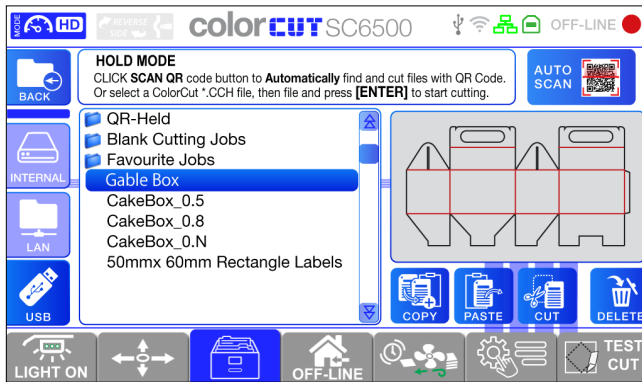 MODE
HD
REVERSE
SIDE
colorCUT SC6500
OFF-LINE
BACK
HOLD MODE
CLICK SCAN QR code button to Automatically find and cut files with QR Code.
Or select a ColorCut *.CCH file, then file and press [ENTER] to start cutting.
AUTO
SCAN
INTERNAL
LAN
USB
QR-Held
Blank Cutting Jobs
Favourite Jobs
Gable Box
CakeBox_0.5
CakeBox_0.8
CakeBox_0.N
50mmx 60mm Rectangle Labels
COPY
PASTE
CUT
DELETE
LIGHT ON
OFF-LINE
TEST
CUT